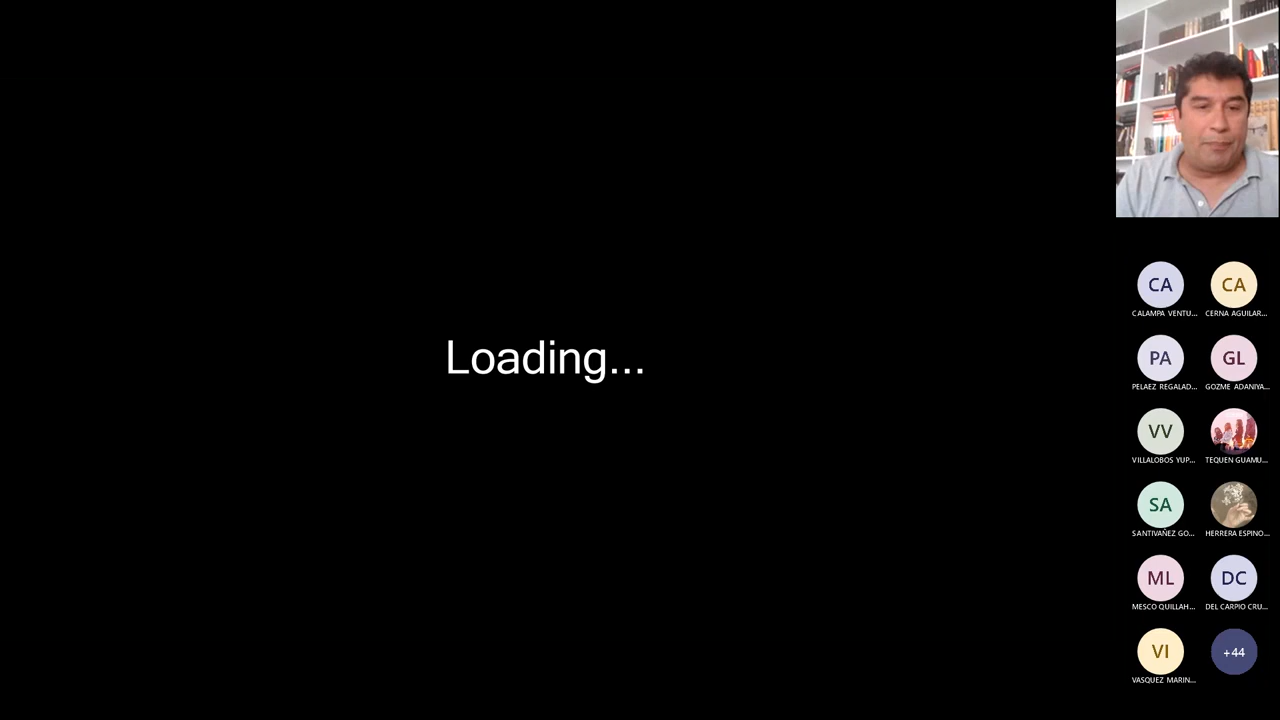 Loading...
CA CA
CALAMPA VENTU... CERNA AGUILAR...
PA GL
PELAEZ REGALAD... GOZME ADANIYA...
VV
VILLALOBOS YUP... TEQUEN GUAMU...
SA
SANTIVAÑEZ GO... HERRERA ESPINO...
ML DC
MESCO QUILLAH... DEL CARPIO CRU...
VI +44
VASQUEZ MARIN...